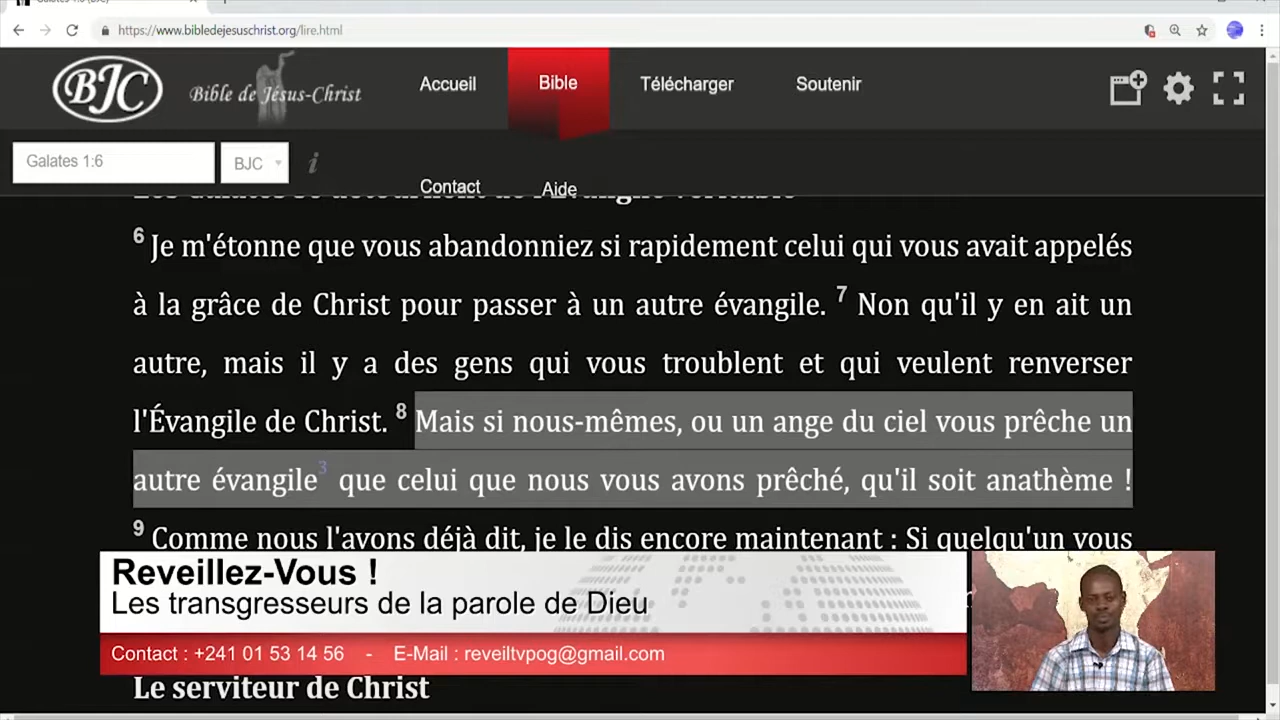 https://www.bibledejesuschrist.org/lire.html
BJC
Bible de Jésus-Christ
Accueil
Bible
Télécharger
Soutenir
Galates 1:6
BJC
i
Contact
Aide
6 Je m'étonne que vous abandonniez si rapidement celui qui vous avait appelés
à la grâce de Christ pour passer à un autre évangile. 7 Non qu'il y en ait un
autre, mais il y a des gens qui vous troublent et qui veulent renverser
l'Évangile de Christ. 8 Mais si nous-mêmes, ou un ange du ciel vous prêche un
autre évangile3 que celui que nous vous avons prêché, qu'il soit anathème !
9 Comme nous l'avons déjà dit, je le dis encore maintenant : Si quelqu'un vous
Reveillez-Vous !
Les transgresseurs de la parole de Dieu
Contact : +241 01 53 14 56 - E-Mail : reveiltvpog@gmail.com
Le serviteur de Christ